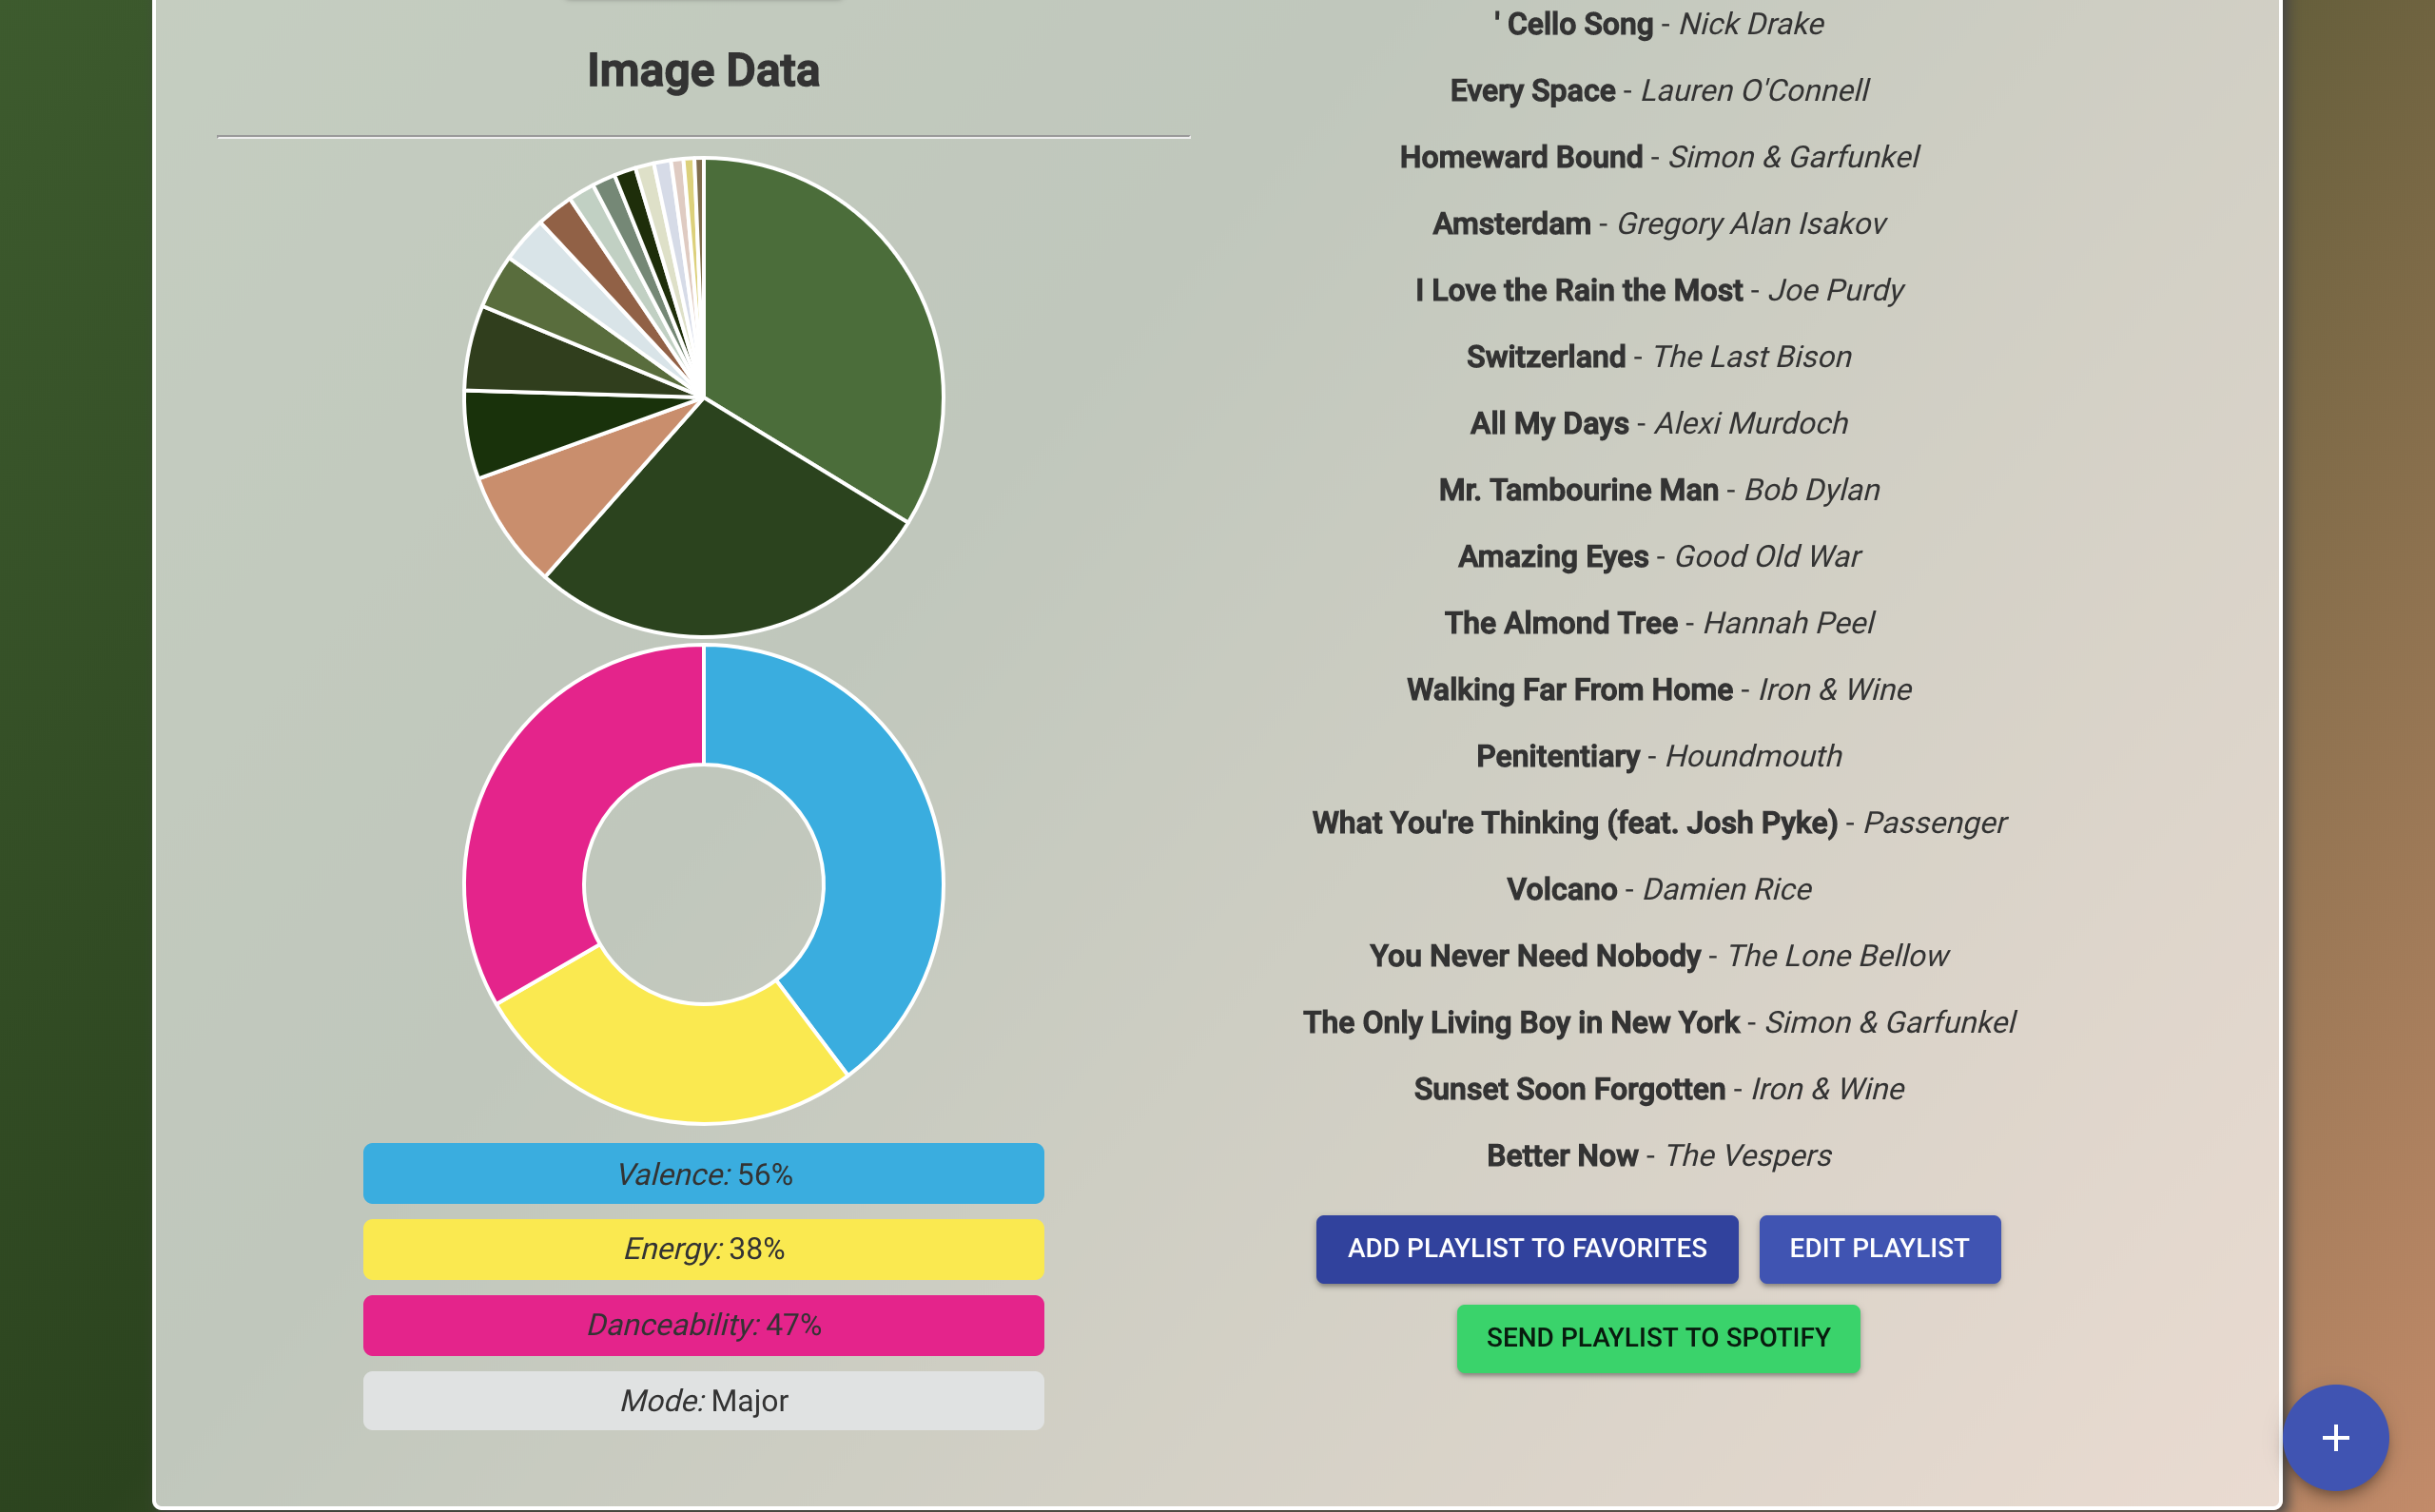 Image Data
Valence: 56%
Energy: 38%
Danceability: 47%
Mode: Major
' Cello Song - Nick Drake
Every Space - Lauren O'Connell
Homeward Bound - Simon & Garfunkel
Amsterdam - Gregory Alan Isakov
I Love the Rain the Most - Joe Purdy
Switzerland - The Last Bison
All My Days - Alexi Murdoch
Mr. Tambourine Man - Bob Dylan
Amazing Eyes - Good Old War
The Almond Tree - Hannah Peel
Walking Far From Home - Iron & Wine
Penitentiary - Houndmouth
What You're Thinking (feat. Josh Pyke) - Passenger
Volcano - Damien Rice
You Never Need Nobody - The Lone Bellow
The Only Living Boy in New York - Simon & Garfunkel
Sunset Soon Forgotten - Iron & Wine
Better Now - The Vespers
ADD PLAYLIST TO FAVORITES
EDIT PLAYLIST
SEND PLAYLIST TO SPOTIFY
+